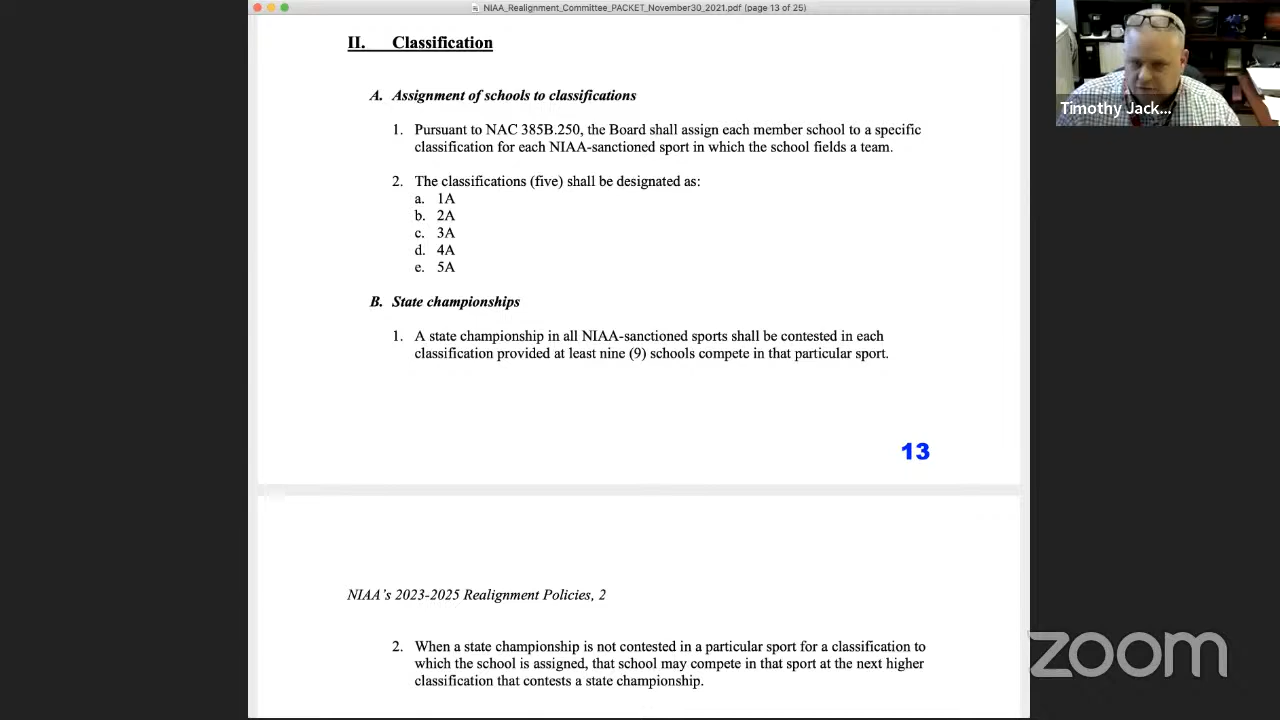 NIAA_Realignment_Committee_PACKET_November30_2021.pdf (page 13 of 25)
II. Classification
A. Assignment of schools to classifications
1. Pursuant to NAC 385B.250, the Board shall assign each member school to a specific
classification for each NIAA-sanctioned sport in which the school fields a team.
2. The classifications (five) shall be designated as:
a. 1A
b. 2A
c. 3A
d. 4A
e. 5A
B. State championships
1. A state championship in all NIAA-sanctioned sports shall be contested in each
classification provided at least nine (9) schools compete in that particular sport.
13
NIAA's 2023-2025 Realignment Policies, 2
2. When a state championship is not contested in a particular sport for a classification to
which the school is assigned, that school may compete in that sport at the next higher
classification that contests a state championship.
Timothy Jack...
zoom